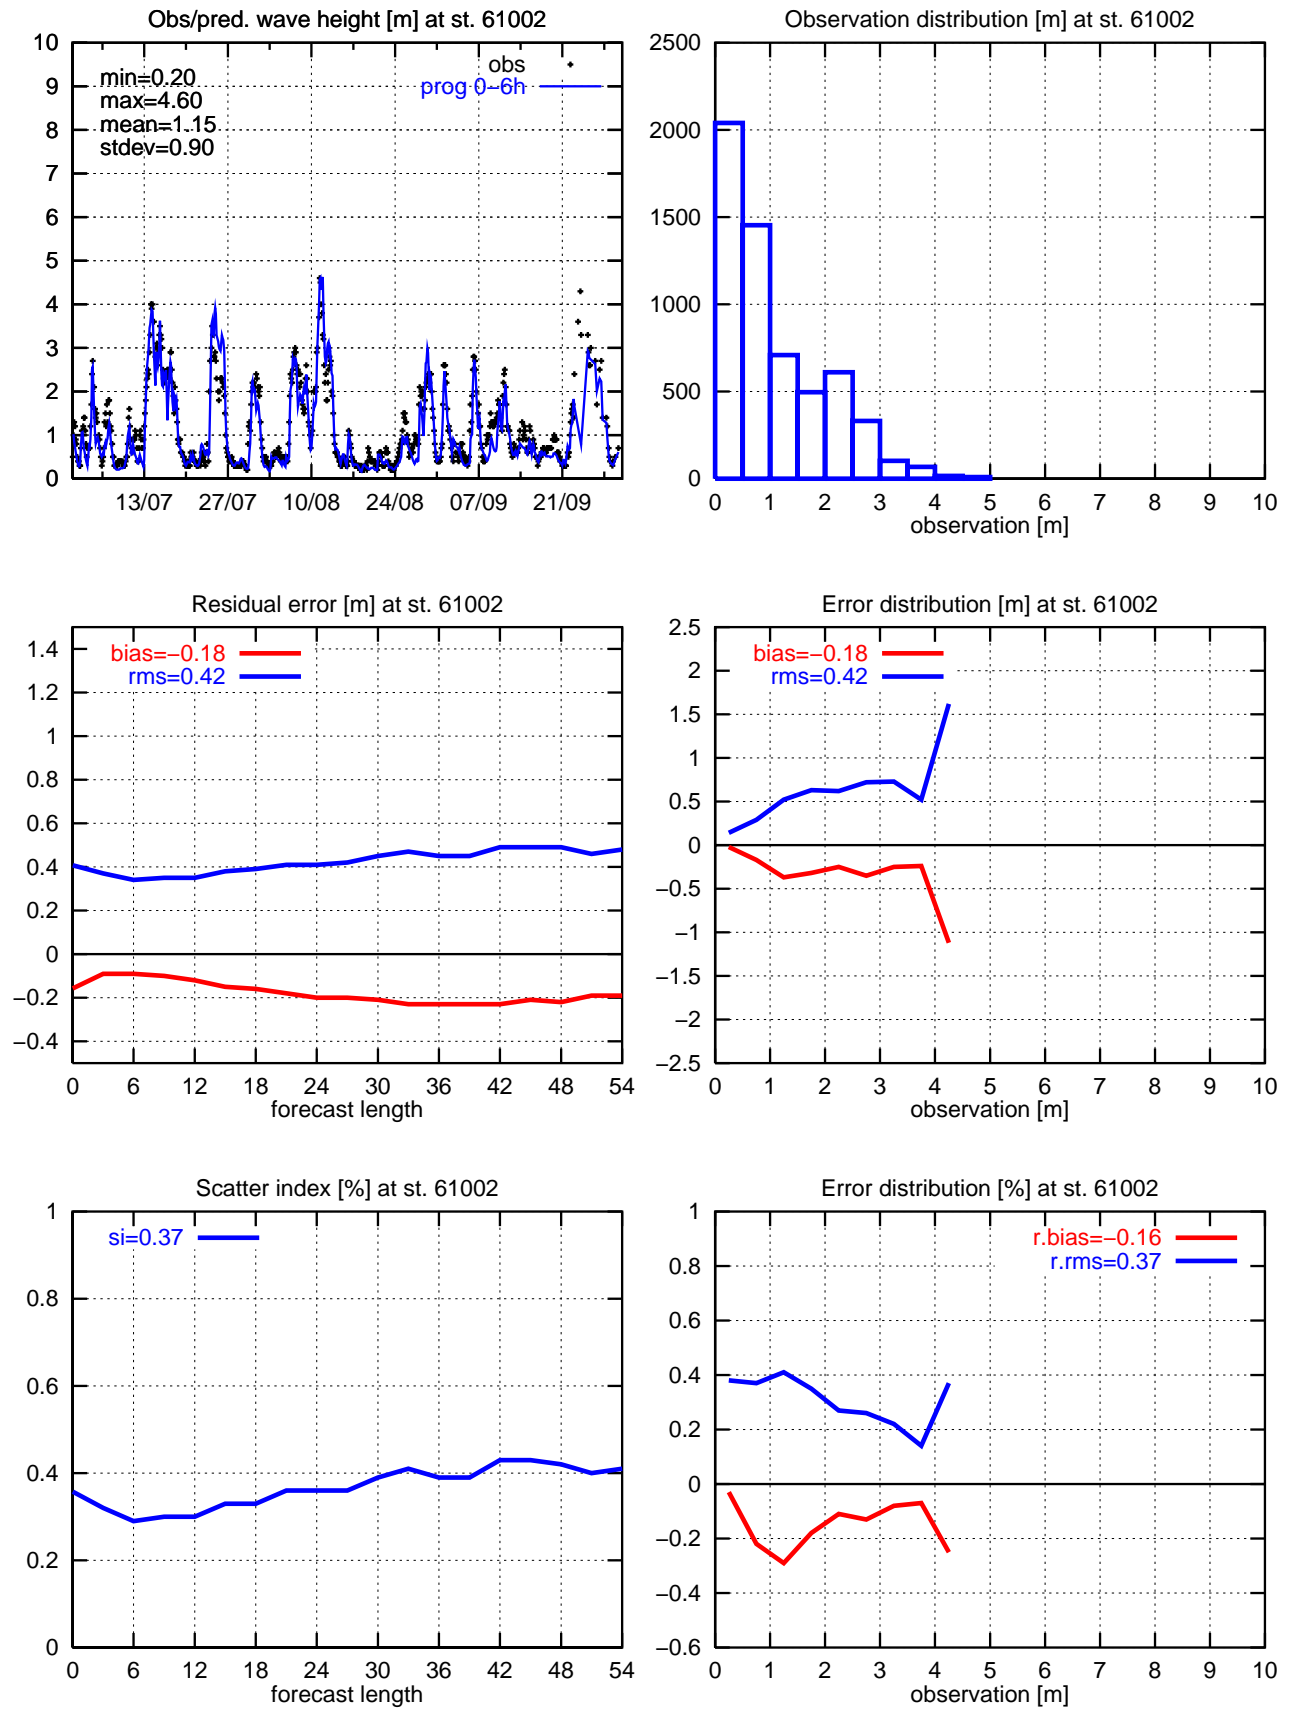 Obs/pred. wave height [m] at st. 61002
10
9
8
7
6
5
4
3
2
1
0
min=0.20
max=4.60
mean=1.15
stdev=0.90
obs
prog 0−6h
13/07 27/07 10/08 24/08 07/09 21/09
Observation distribution [m] at st. 61002
2500
2000
1500
1000
500
0
0 1 2 3 4 5 6 7 8 9 10
observation [m]
Residual error [m] at st. 61002
1.4
1.2
1
0.8
0.6
0.4
0.2
0
−0.2
−0.4
bias=−0.18
rms=0.42
0 6 12 18 24 30 36 42 48 54
forecast length
Error distribution [m] at st. 61002
2.5
2
1.5
1
0.5
0
−0.5
−1
−1.5
−2
−2.5
bias=−0.18
rms=0.42
0 1 2 3 4 5 6 7 8 9 10
observation [m]
Scatter index [%] at st. 61002
1
0.8
0.6
0.4
0.2
0
si=0.37
0 6 12 18 24 30 36 42 48 54
forecast length
Error distribution [%] at st. 61002
1
0.8
0.6
0.4
0.2
0
−0.2
−0.4
−0.6
r.bias=−0.16
r.rms=0.37
0 1 2 3 4 5 6 7 8 9 10
observation [m]